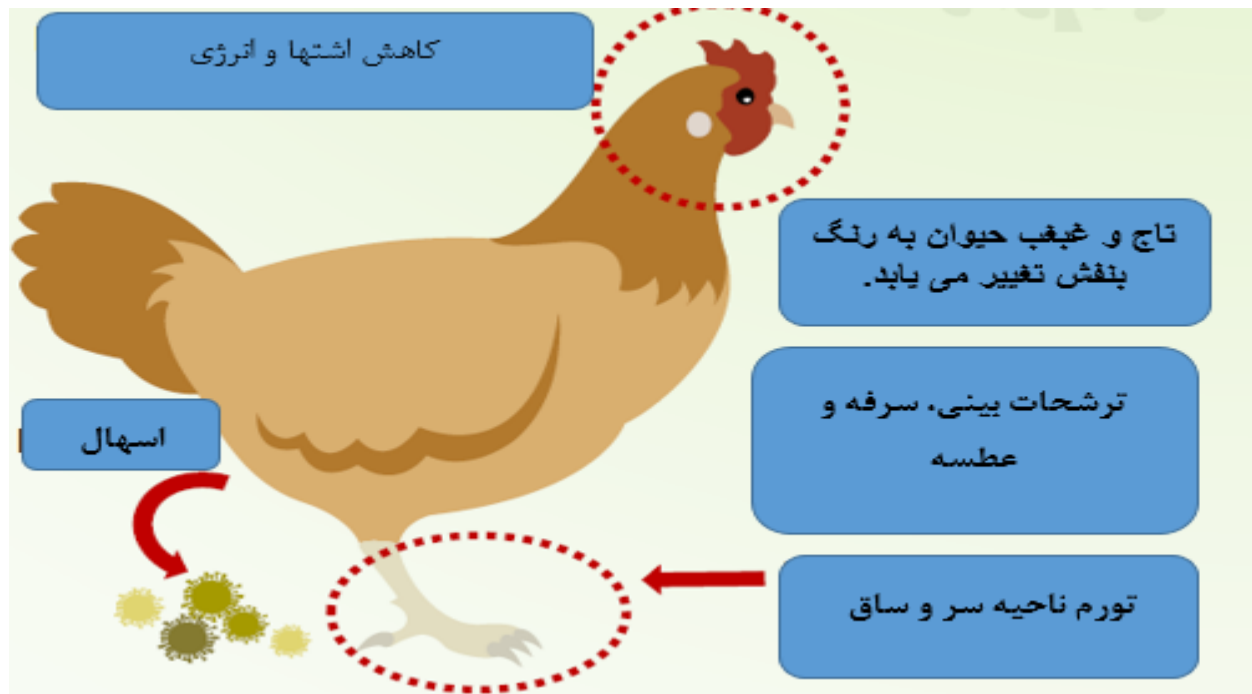 کاهش اشتها و انرژی
تاج و غبغب حیوان به رنگ
بنفش تغییر می یابد.
ترشحات بینی، سرفه و
عطسه
اسهال
تورم ناحیه سر و ساق